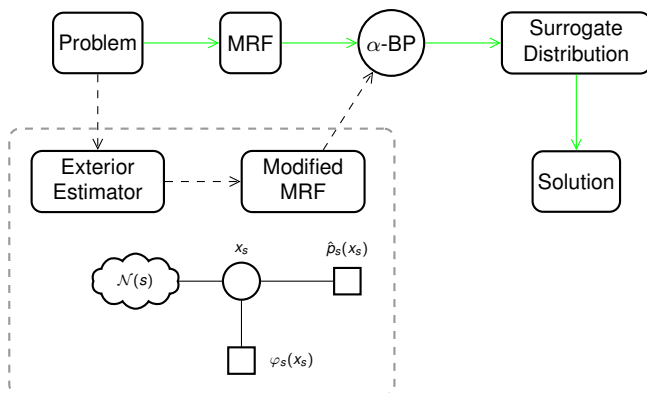 Problem
MRF
α-BP
Surrogate
Distribution
Exterior
Estimator
Modified
MRF
Solution
x_s
p̂_s(x_s)
𝒩(s)
φ_s(x_s)